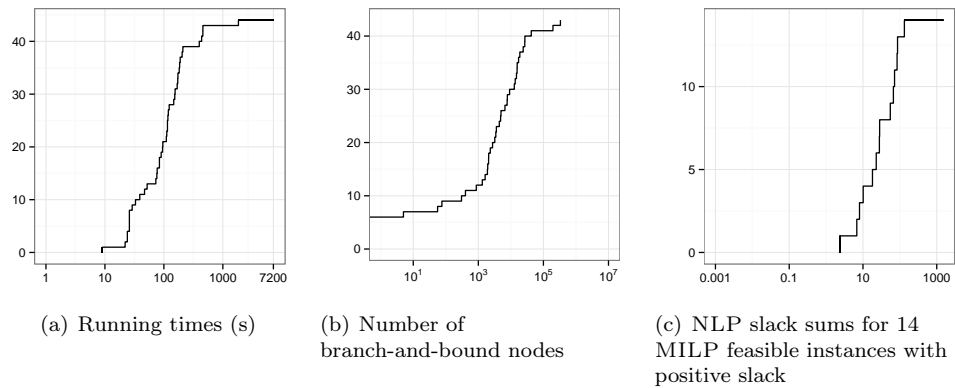 40
30
20
10
0
1 10 100 1000 7200
(a) Running times (s)
40
30
20
10
0
10¹ 10³ 10⁵ 10⁷
(b) Number of
branch-and-bound nodes
10
5
0
0.001 0.1 10 1000
(c) NLP slack sums for 14
MILP feasible instances with
positive slack